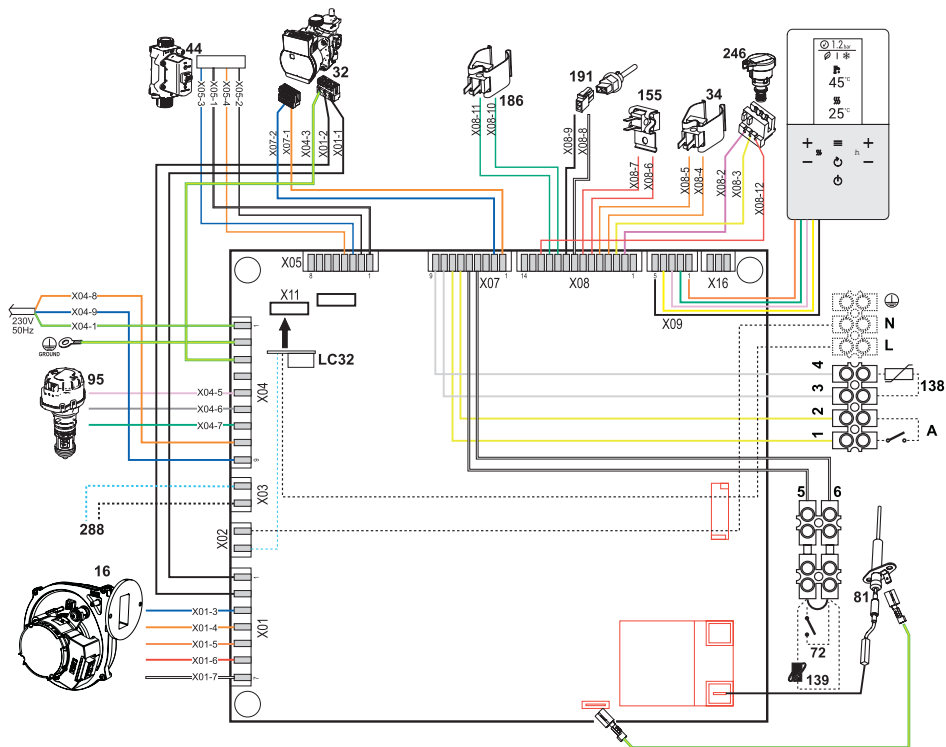 44
X05-3
X05-1
X05-4
X05-2
32
X07-2
X07-1
X04-3
X01-2
X01-1
186
X08-11
X08-10
191
X08-9
X08-8
155
X08-7
X08-6
34
X08-5
X08-4
246
X08-2
X08-3
X08-12
1.2bar
45°C
25°C
+
+
−
−
h
X05
8
1
9
X07
1
14
X08
1
5
1
X09
X16
X11
LC32
X04-8
X04-9
X04-1
230V
50Hz
GROUND
95
X04-5
X04-6
X04-7
1
X04
9
X03
288
X02
16
X01-3
X01-4
X01-5
X01-6
X01-7
1
X01
7
N
L
4
3
2
1
138
A
5
6
72
139
81